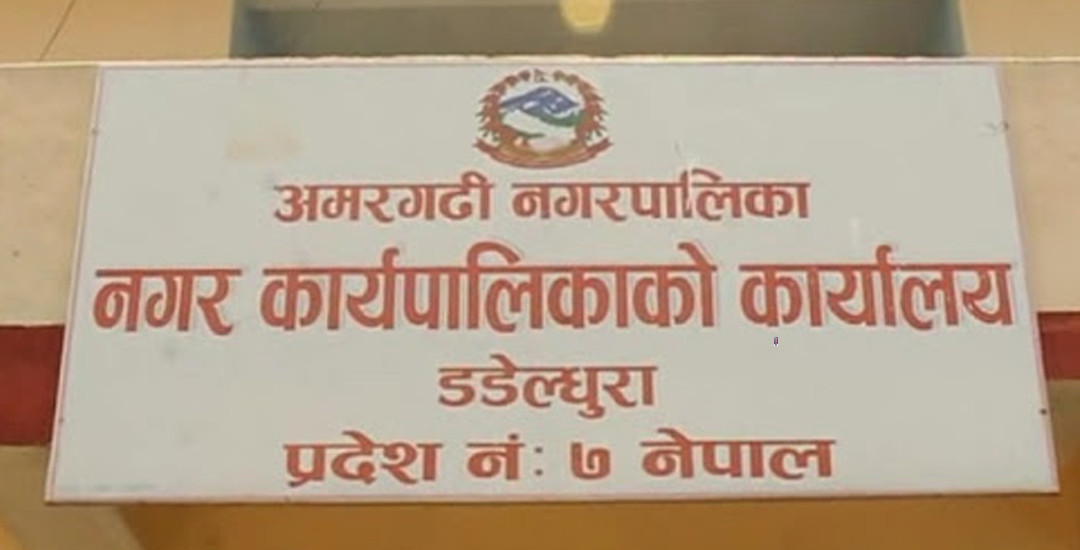 अमरगढी नगरपालिका
नगर कार्यपालिकाको कार्यालय
डडेल्धुरा
प्रदेश नं: ७ नेपाल